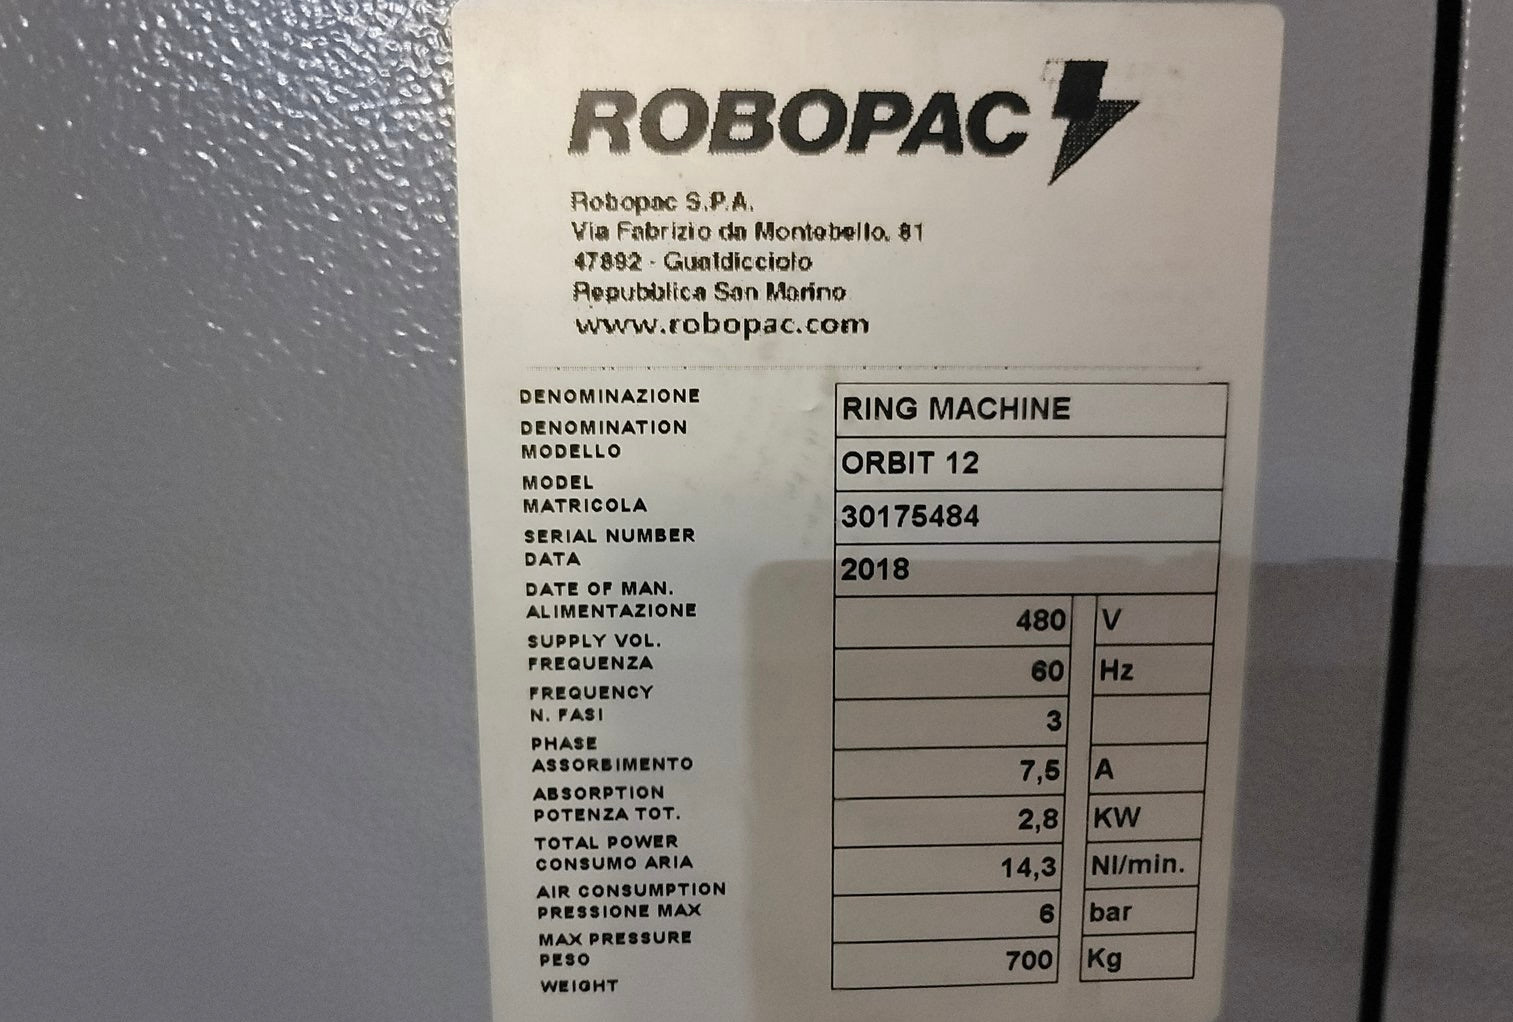 ROBOPAC
Robopac S.P.A.
Via Fabrizio da Montebello, 81
47892 - Gualdicciolo
Repubblica San Marino
www.robopac.com
DENOMINAZIONE
DENOMINATION RING MACHINE
MODELLO
MODEL ORBIT 12
MATRICOLA
SERIAL NUMBER 30175484
DATA
DATE OF MAN. 2018
ALIMENTAZIONE
SUPPLY VOL. 480 V
FREQUENZA
FREQUENCY 60 Hz
N. FASI
PHASE 3
ASSORBIMENTO
ABSORPTION 7,5 A
POTENZA TOT.
TOTAL POWER 2,8 KW
CONSUMO ARIA
AIR CONSUMPTION 14,3 Nl/min.
PRESSIONE MAX
MAX PRESSURE 6 bar
PESO
WEIGHT 700 Kg